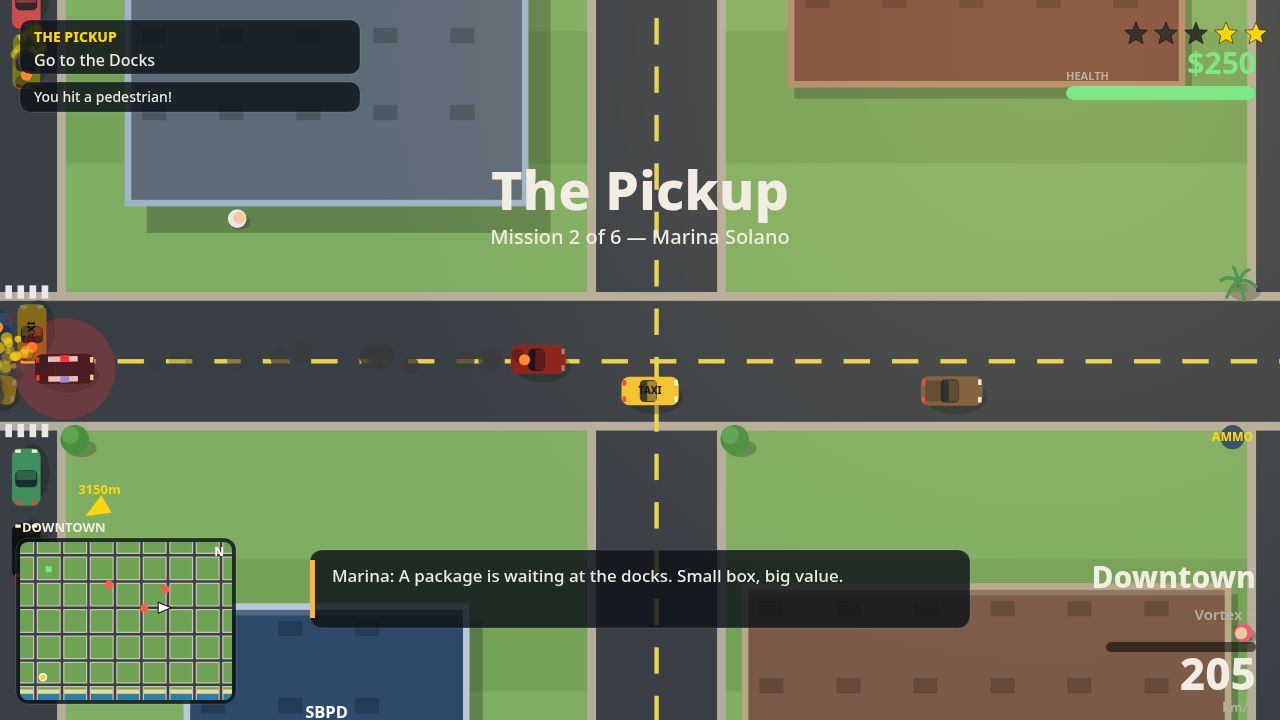 THE PICKUP
Go to the Docks
You hit a pedestrian!
$250
HEALTH
The Pickup
Mission 2 of 6 — Marina Solano
TAXI
TAXI
AMMO
3150m
DOWNTOWN
N
Marina: A package is waiting at the docks. Small box, big value.
Downtown
Vortex
205
km/h
SBPD